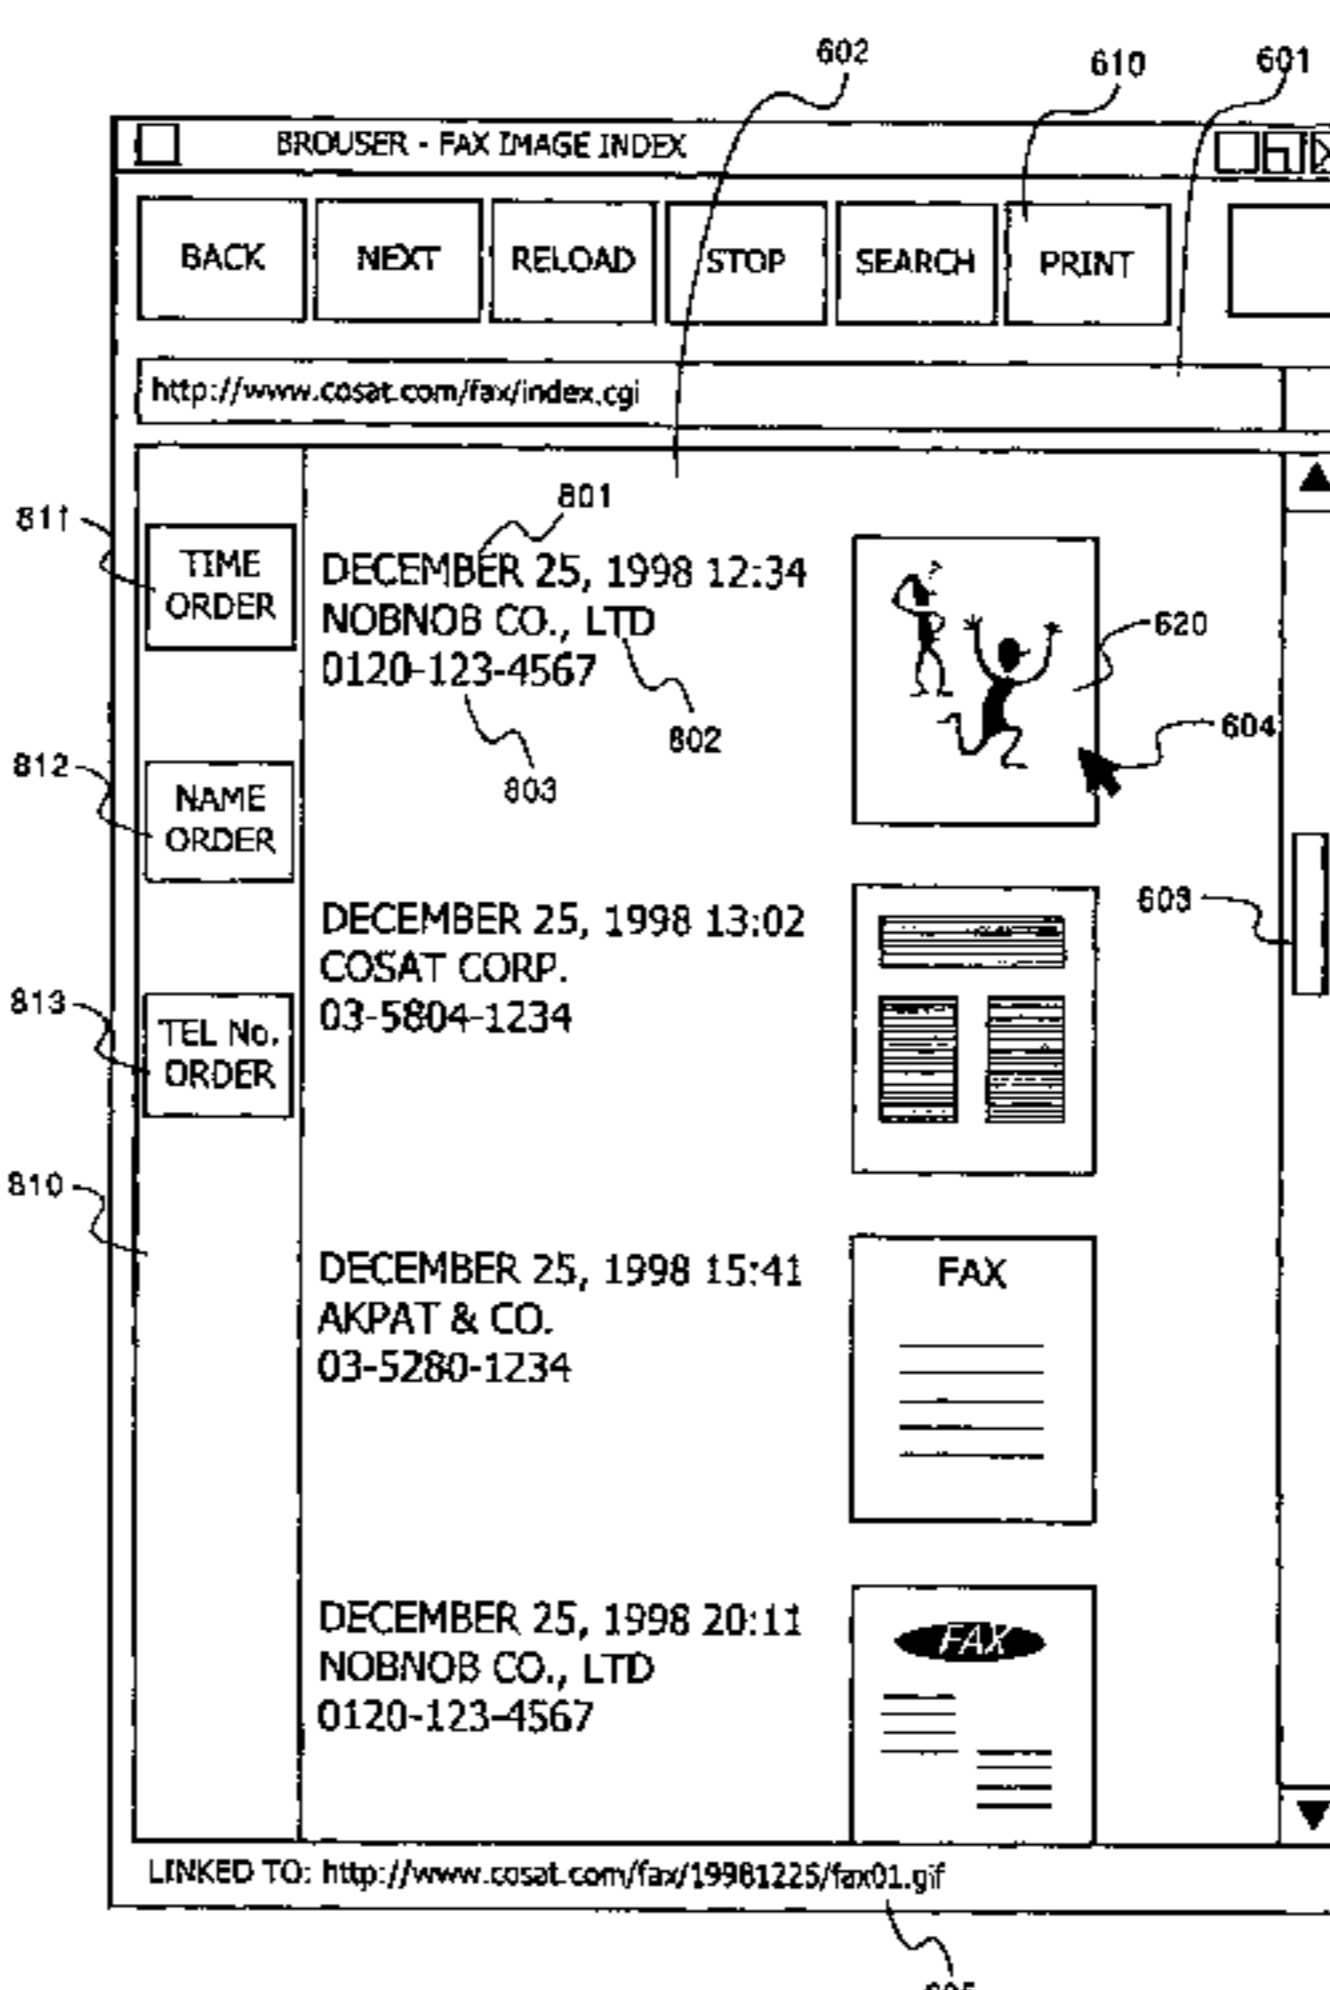 602
610
601
BROUSER - FAX IMAGE INDEX
BACK
NEXT
RELOAD
STOP
SEARCH
PRINT
http://www.cosat.com/fax/index.cgi
801
811
TIME
ORDER
DECEMBER 25, 1998 12:34
NOBNOB CO., LTD
0120-123-4567
620
802
604
803
812
NAME
ORDER
DECEMBER 25, 1998 13:02
COSAT CORP.
03-5804-1234
603
813
TEL No.
ORDER
810
DECEMBER 25, 1998 15:41
AKPAT & CO.
03-5280-1234
FAX
DECEMBER 25, 1998 20:11
NOBNOB CO., LTD
0120-123-4567
FAX
LINKED TO: http://www.cosat.com/fax/19981225/fax01.gif